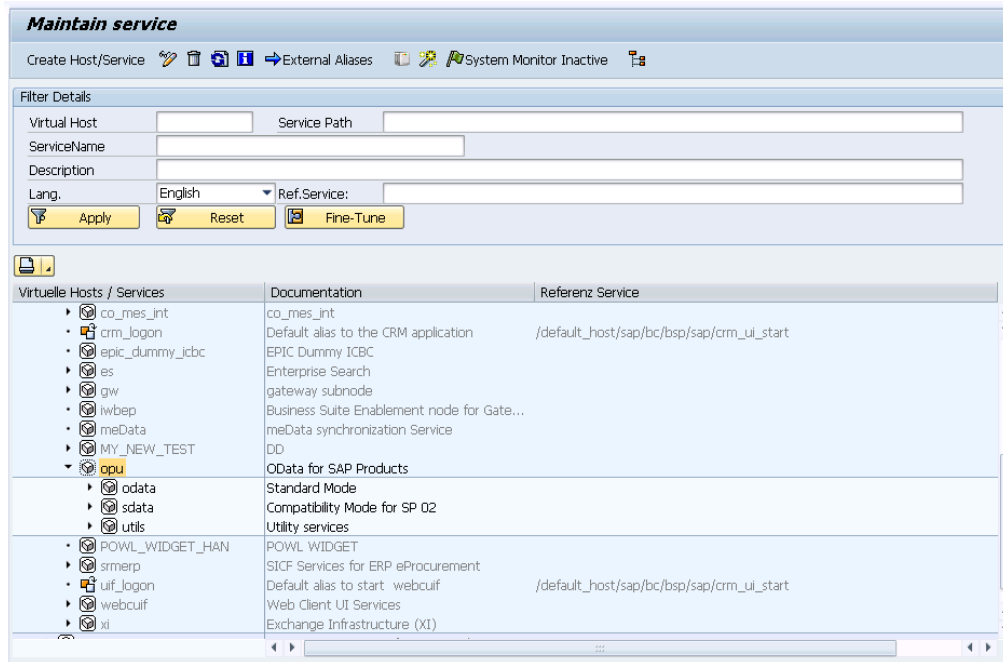 Maintain service
Create Host/Service External Aliases System Monitor Inactive
Filter Details
Virtual Host Service Path
ServiceName
Description
Lang. English Ref.Service:
Apply Reset Fine-Tune
Virtuelle Hosts / Services Documentation Referenz Service
co_mes_int co_mes_int
crm_logon Default alias to the CRM application /default_host/sap/bc/bsp/sap/crm_ui_start
epic_dummy_icbc EPIC Dummy ICBC
es Enterprise Search
gw gateway subnode
iwbep Business Suite Enablement node for Gate...
meData meData synchronization Service
MY_NEW_TEST DD
opu OData for SAP Products
odata Standard Mode
sdata Compatibility Mode for SP 02
utils Utility services
POWL_WIDGET_HAN POWL WIDGET
srmerp SICF Services for ERP eProcurement
uif_logon Default alias to start webcuif /default_host/sap/bc/bsp/sap/crm_ui_start
webcuif Web Client UI Services
xi Exchange Infrastructure (XI)